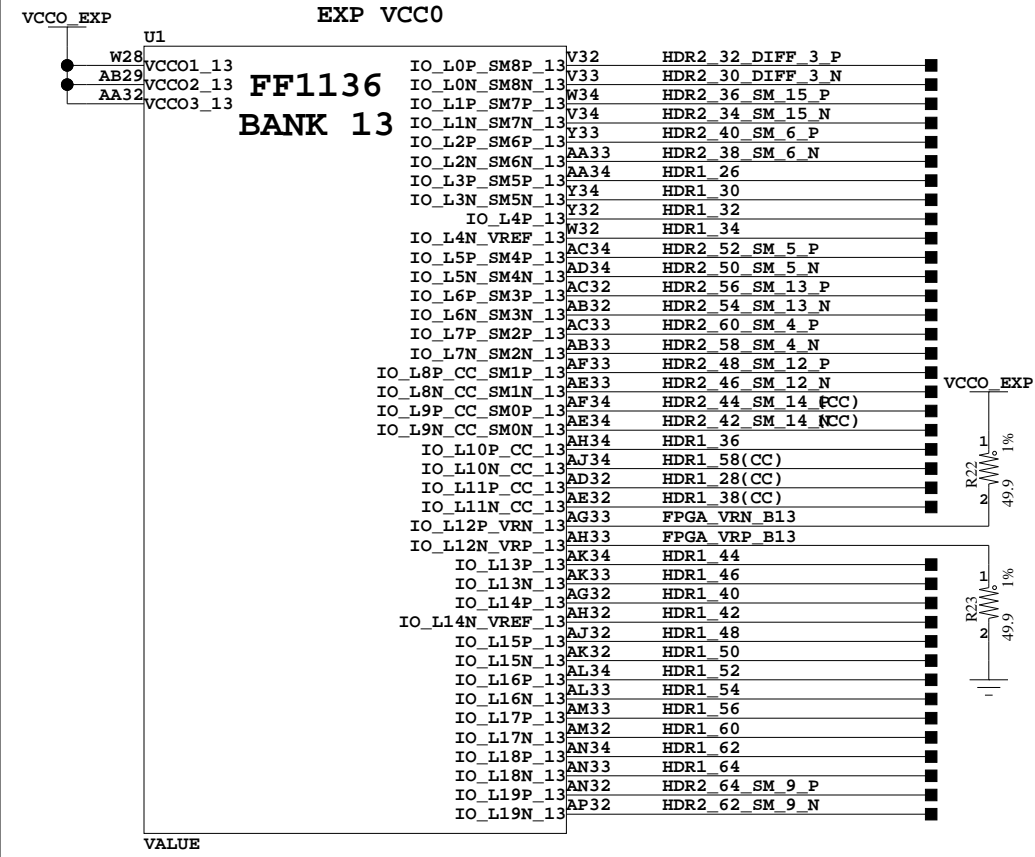 EXP VCC0
VCCO_EXP
U1
FF1136
BANK 13
W28 VCCO1_13
AB29 VCCO2_13
AA32 VCCO3_13
IO_L0P_SM8P_13 V32 HDR2_32_DIFF_3_P
IO_L0N_SM8N_13 V33 HDR2_30_DIFF_3_N
IO_L1P_SM7P_13 W34 HDR2_36_SM_15_P
IO_L1N_SM7N_13 V34 HDR2_34_SM_15_N
IO_L2P_SM6P_13 Y33 HDR2_40_SM_6_P
IO_L2N_SM6N_13 AA33 HDR2_38_SM_6_N
IO_L3P_SM5P_13 AA34 HDR1_26
IO_L3N_SM5N_13 Y34 HDR1_30
IO_L4P_13 Y32 HDR1_32
IO_L4N_VREF_13 W32 HDR1_34
IO_L5P_SM4P_13 AC34 HDR2_52_SM_5_P
IO_L5N_SM4N_13 AD34 HDR2_50_SM_5_N
IO_L6P_SM3P_13 AC32 HDR2_56_SM_13_P
IO_L6N_SM3N_13 AB32 HDR2_54_SM_13_N
IO_L7P_SM2P_13 AC33 HDR2_60_SM_4_P
IO_L7N_SM2N_13 AB33 HDR2_58_SM_4_N
IO_L8P_CC_SM1P_13 AF33 HDR2_48_SM_12_P
IO_L8N_CC_SM1N_13 AE33 HDR2_46_SM_12_N
IO_L9P_CC_SM0P_13 AF34 HDR2_44_SM_14_P(CC)
IO_L9N_CC_SM0N_13 AE34 HDR2_42_SM_14_N(CC)
IO_L10P_CC_13 AH34 HDR1_36
IO_L10N_CC_13 AJ34 HDR1_58(CC)
IO_L11P_CC_13 AD32 HDR1_28(CC)
IO_L11N_CC_13 AE32 HDR1_38(CC)
IO_L12P_VRN_13 AG33 FPGA_VRN_B13
IO_L12N_VRP_13 AH33 FPGA_VRP_B13
IO_L13P_13 AK34 HDR1_44
IO_L13N_13 AK33 HDR1_46
IO_L14P_13 AG32 HDR1_40
IO_L14N_VREF_13 AH32 HDR1_42
IO_L15P_13 AJ32 HDR1_48
IO_L15N_13 AK32 HDR1_50
IO_L16P_13 AL34 HDR1_52
IO_L16N_13 AL33 HDR1_54
IO_L17P_13 AM33 HDR1_56
IO_L17N_13 AM32 HDR1_60
IO_L18P_13 AN34 HDR1_62
IO_L18N_13 AN33 HDR1_64
IO_L19P_13 AN32 HDR2_64_SM_9_P
IO_L19N_13 AP32 HDR2_62_SM_9_N
VALUE
VCCO_EXP
1
R22
1%
49.9
2
1
R23
1%
49.9
2